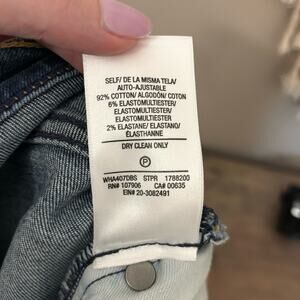 SELF/ DE LA MISMA TELA/
AUTO-AJUSTABLE
92% COTTON/ ALGODÓN/ COTON
6% ELASTOMULTIESTER/
ELASTOMULTIESTER/
ELASTOMULTIESTER
2% ELASTANE/ ELASTANO/
ÉLASTHANNE
DRY CLEAN ONLY
P
WHA407DBS STPR 1788200
RN# 107906 CA# 00635
EIN# 20-3082491